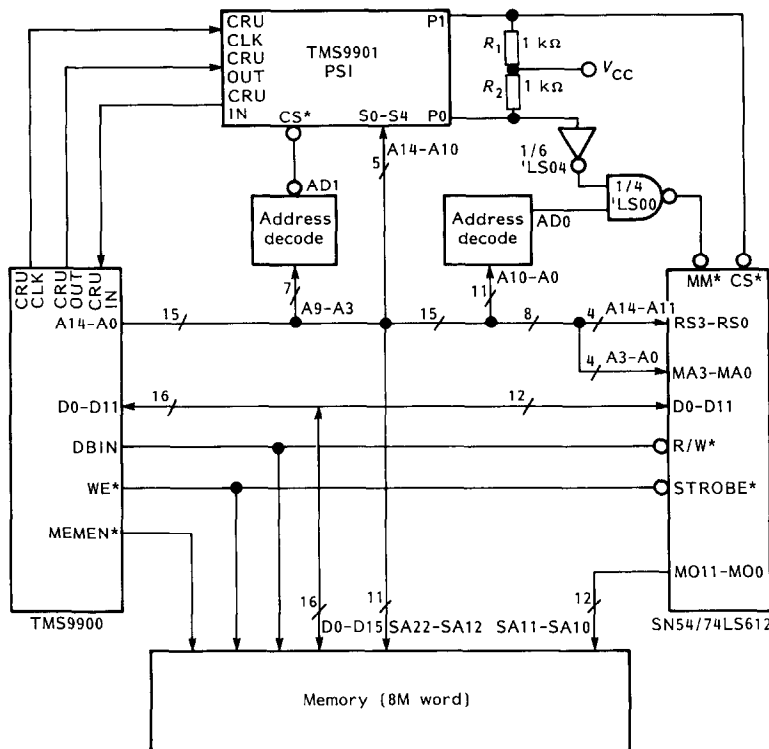 CRU
CLK
CRU
OUT
CRU
IN
TMS9901
PSI
P1
P0
CS*
S0-S4
R1
1 kΩ
VCC
R2
1 kΩ
A14-A10
5
1/6
'LS04
1/4
'LS00
AD1
Address
decode
Address
decode
AD0
7
A9-A3
A10-A0
11
MM*
CS*
CRU
CLK
CRU
OUT
CRU
IN
A14-A0
15
15
8
4
A14-A11
RS3-RS0
4
A3-A0
MA3-MA0
D0-D11
16
12
D0-D11
DBIN
R/W*
WE*
STROBE*
MEMEN*
MO11-MO0
16
11
12
TMS9900
D0-D15
SA22-SA12
SA11-SA10
SN54/74LS612
Memory (8M word)